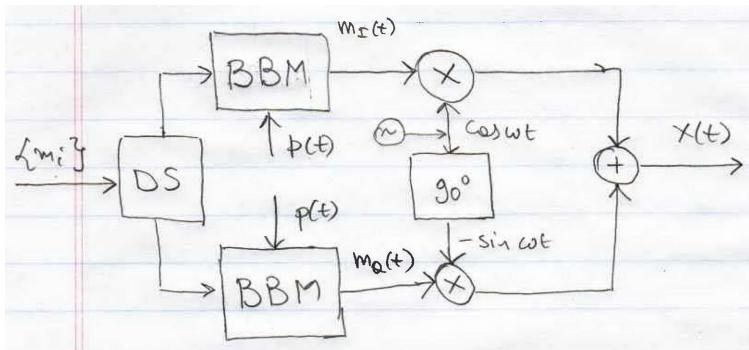 m_I(t)
BBM
×
{m_i}
DS
p(t)
~
cos ωt
90°
+
X(t)
p(t)
-sin ωt
BBM
m_Q(t)
×